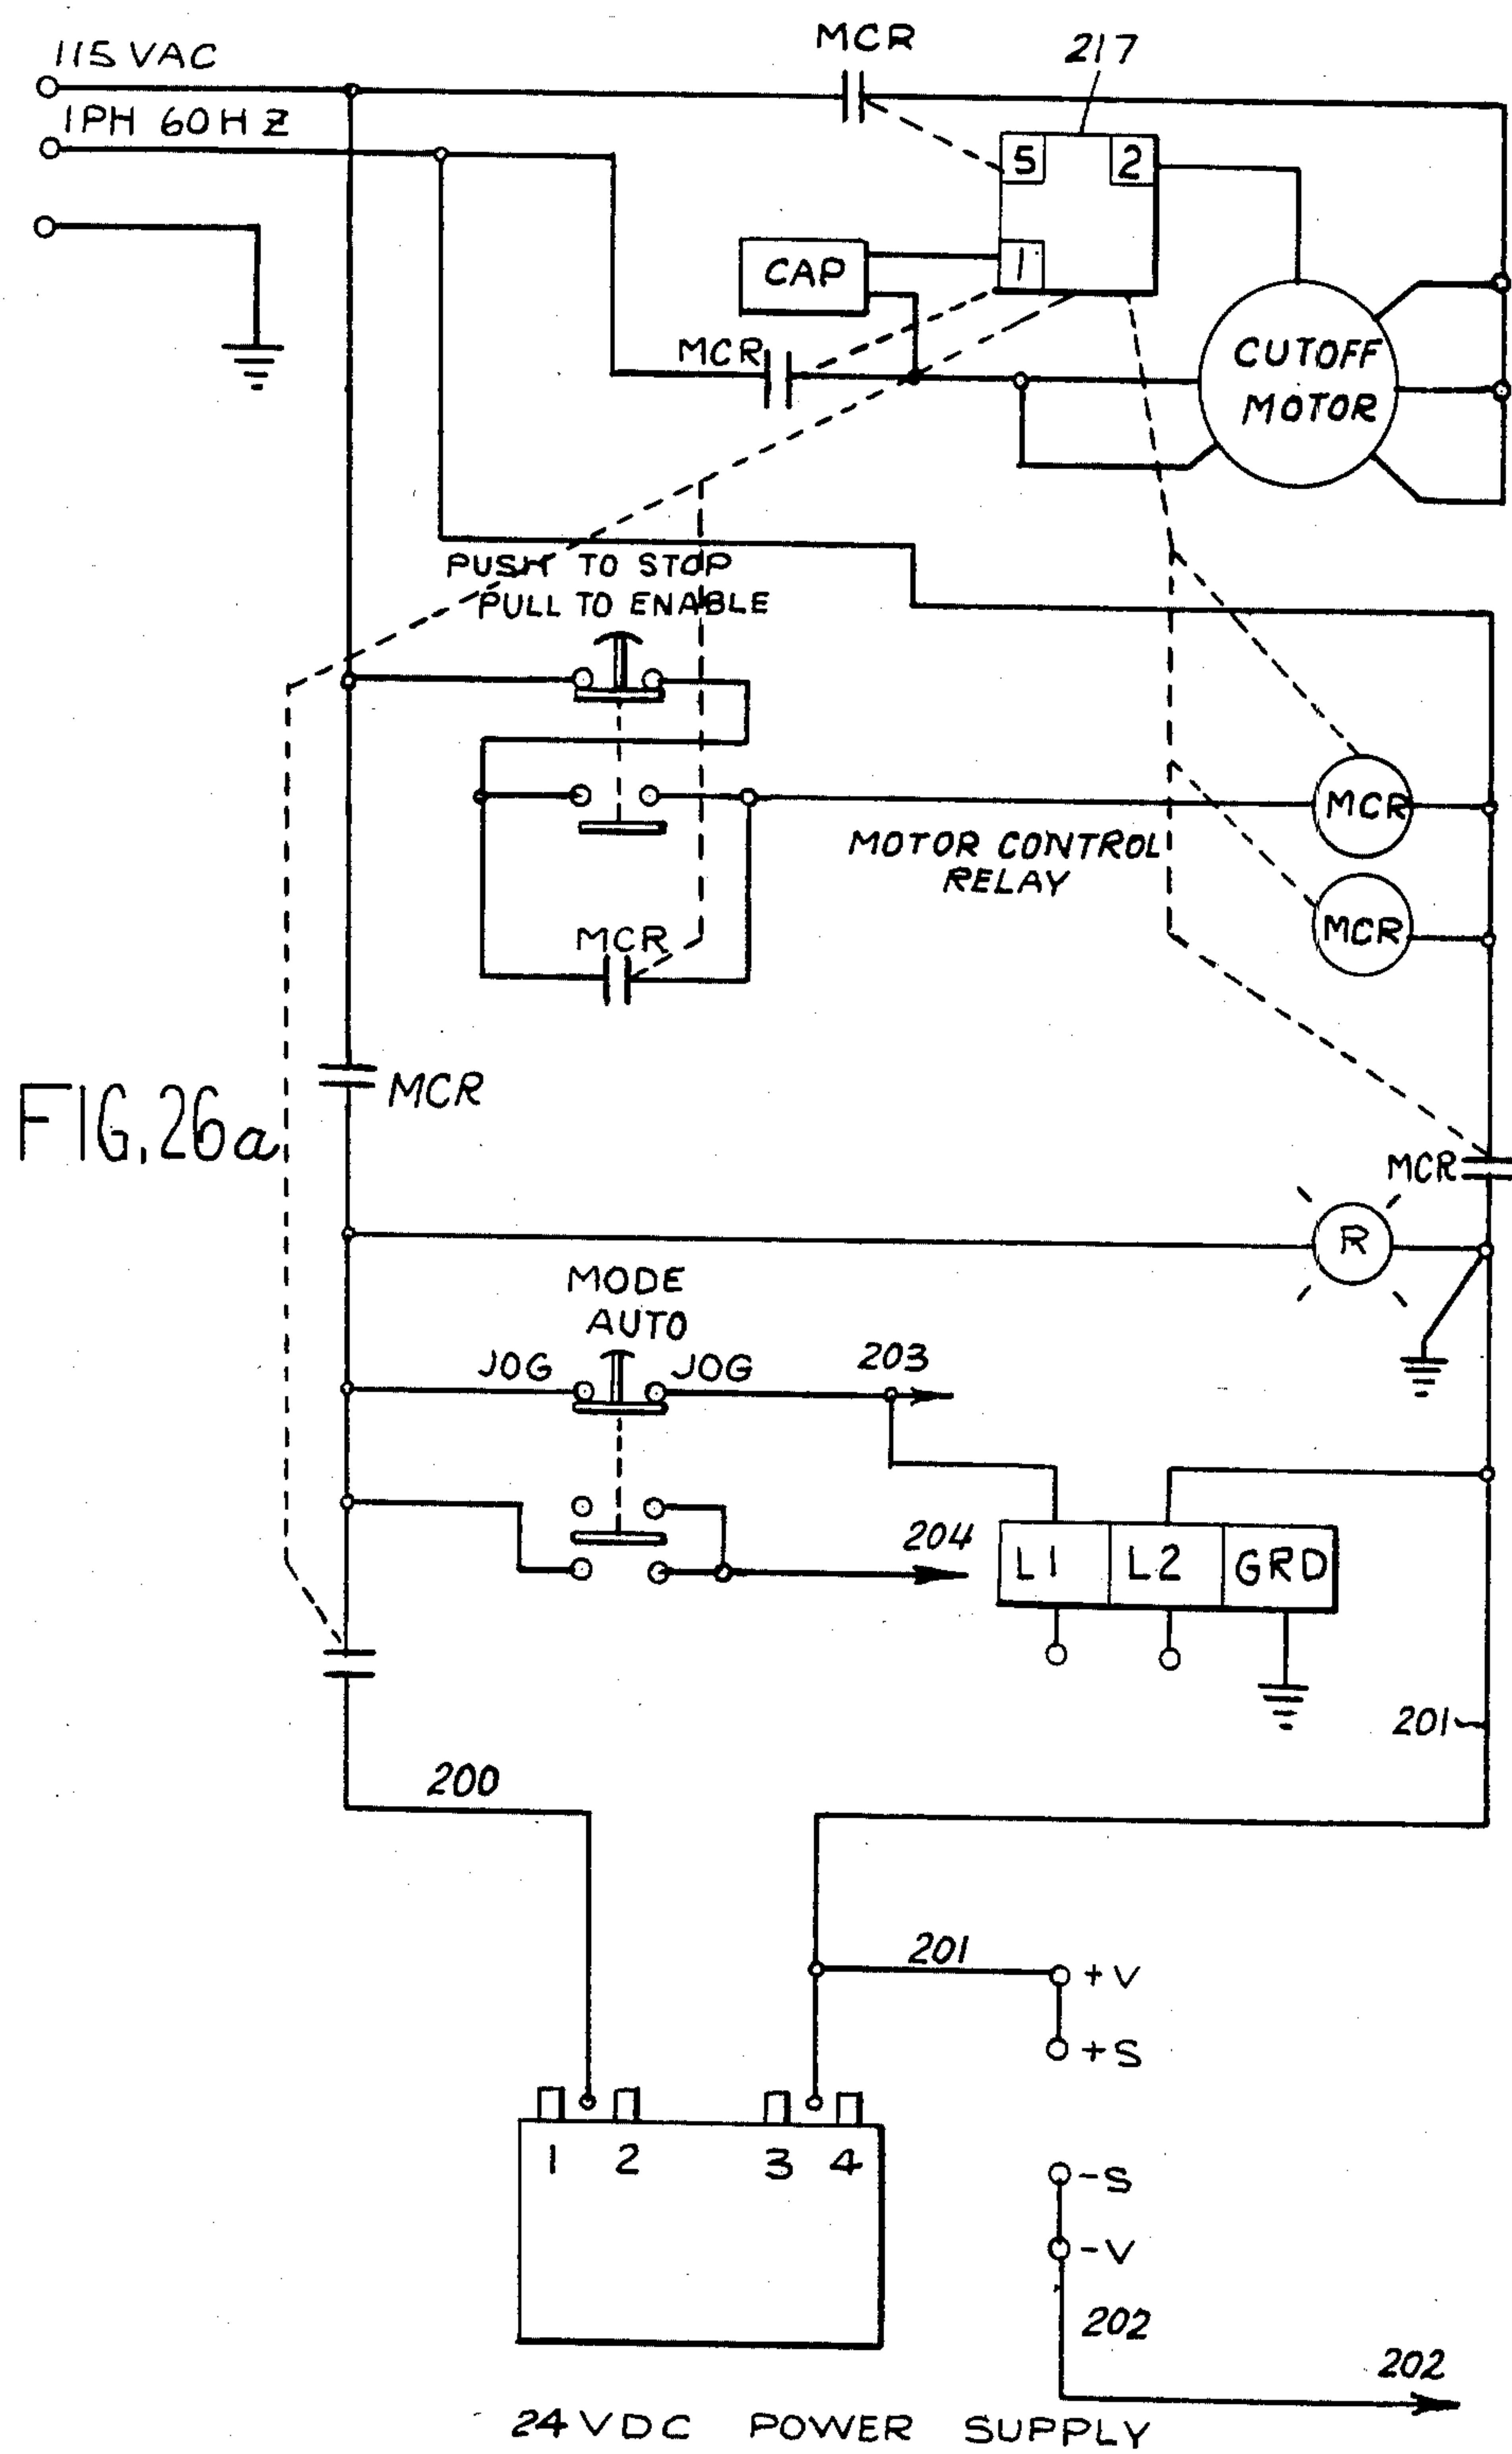 115 VAC
MCR
217
1PH 60HZ
5
2
1
CAP
MCR
CUTOFF
MOTOR
PUSH TO STOP
PULL TO ENABLE
MCR
MOTOR CONTROL
RELAY
MCR
MCR
MCR
FIG. 26a
MCR
R
MODE
AUTO
JOG
JOG
203
204
L1
L2
GRD
201
200
201
+V
+S
1
2
3
4
-S
-V
202
202
24VDC POWER SUPPLY